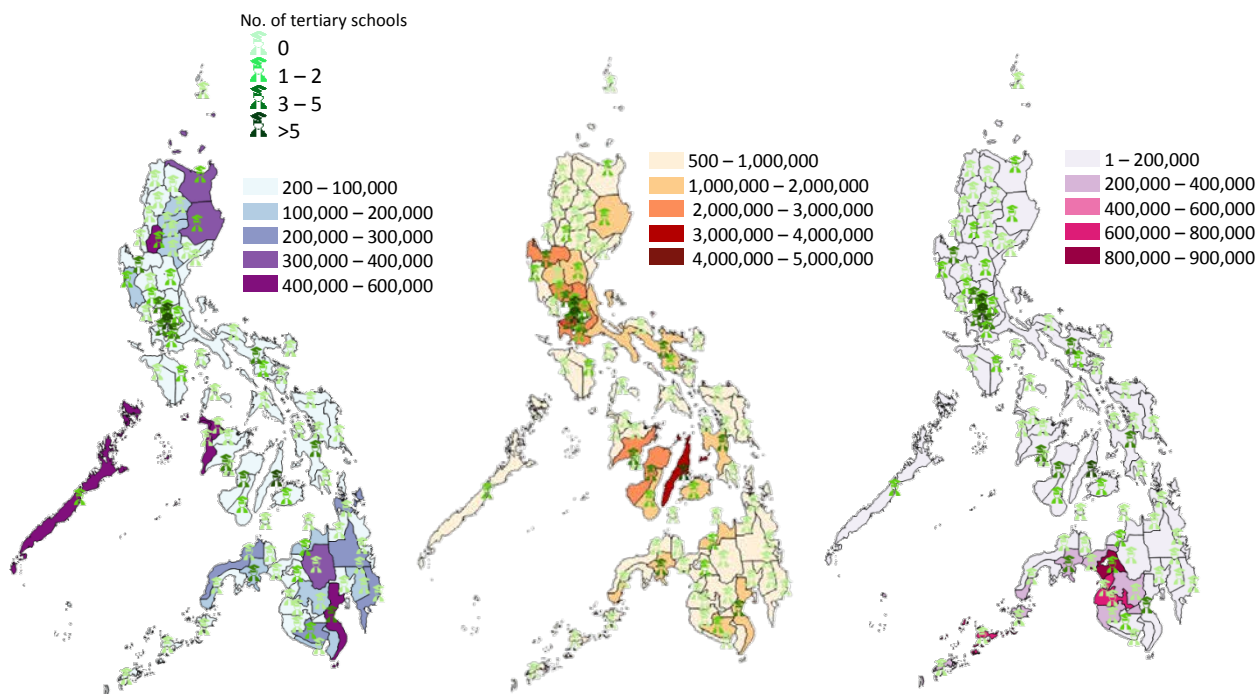 No. of tertiary schools
0
1 – 2
3 – 5
>5
200 – 100,000
100,000 – 200,000
200,000 – 300,000
300,000 – 400,000
400,000 – 600,000
500 – 1,000,000
1,000,000 – 2,000,000
2,000,000 – 3,000,000
3,000,000 – 4,000,000
4,000,000 – 5,000,000
1 – 200,000
200,000 – 400,000
400,000 – 600,000
600,000 – 800,000
800,000 – 900,000